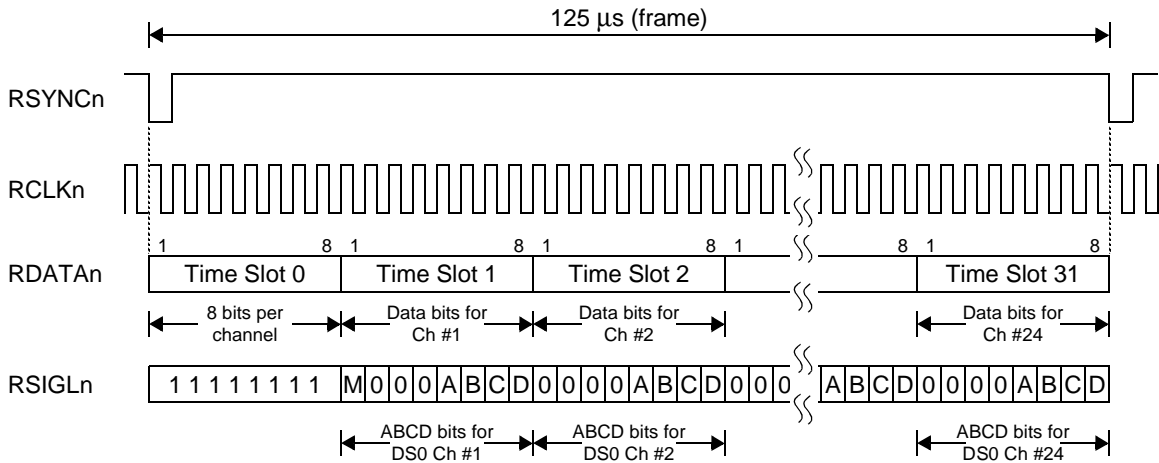 125 µs (frame)
RSYNCn
RCLKn
1 8 1 8 1 8 1 8 1 8
RDATAn Time Slot 0 Time Slot 1 Time Slot 2 Time Slot 31
8 bits per channel
Data bits for Ch #1
Data bits for Ch #2
Data bits for Ch #24
RSIGLn 1 1 1 1 1 1 1 1 M 0 0 0 A B C D 0 0 0 0 A B C D 0 0 0 A B C D 0 0 0 0 A B C D
ABCD bits for DS0 Ch #1
ABCD bits for DS0 Ch #2
ABCD bits for DS0 Ch #24